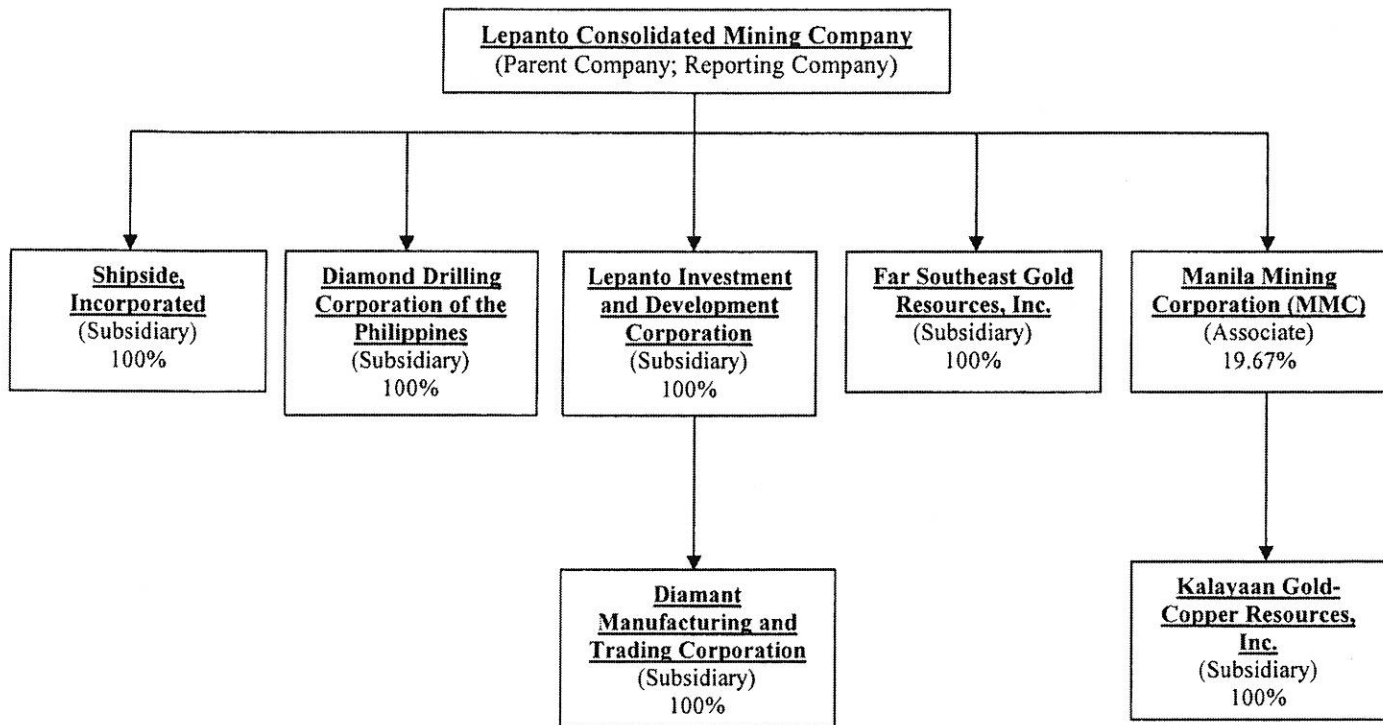 Lepanto Consolidated Mining Company
(Parent Company; Reporting Company)
Shipside,
Incorporated
(Subsidiary)
100%
Diamond Drilling
Corporation of the
Philippines
(Subsidiary)
100%
Lepanto Investment
and Development
Corporation
(Subsidiary)
100%
Far Southeast Gold
Resources, Inc.
(Subsidiary)
100%
Manila Mining
Corporation (MMC)
(Associate)
19.67%
Diamant
Manufacturing and
Trading Corporation
(Subsidiary)
100%
Kalayaan Gold-
Copper Resources,
Inc.
(Subsidiary)
100%